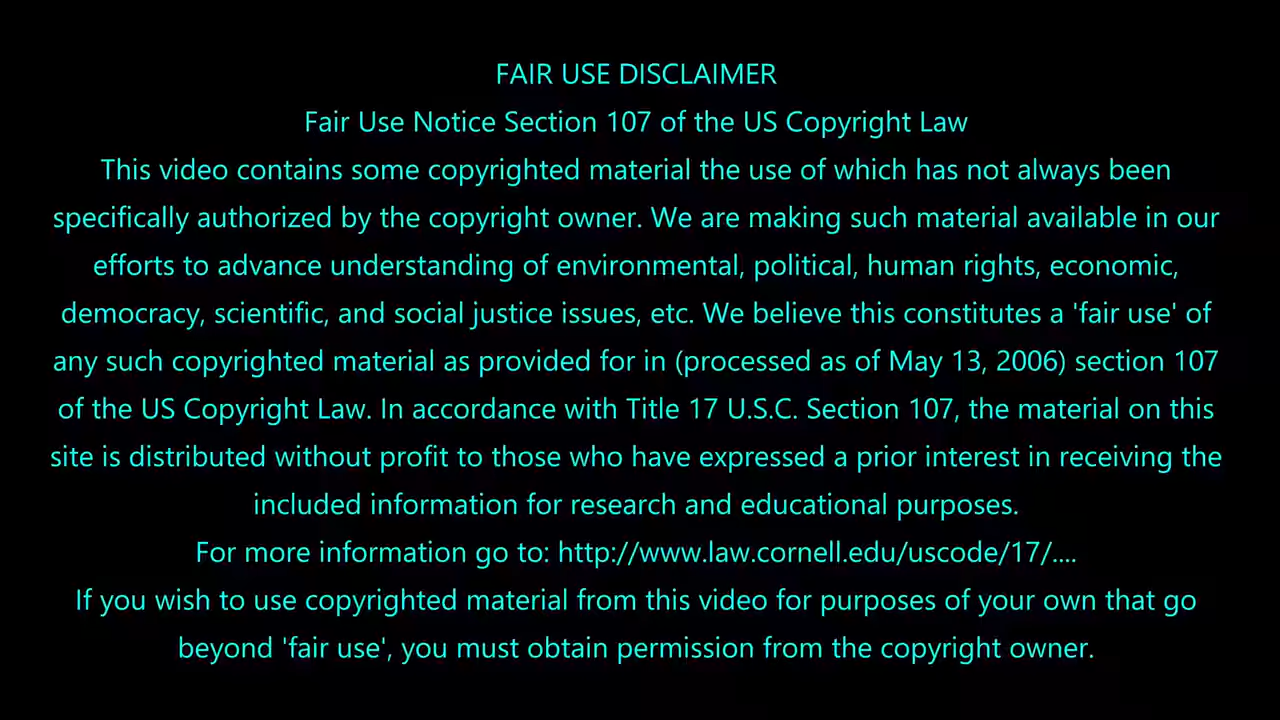 FAIR USE DISCLAIMER
Fair Use Notice Section 107 of the US Copyright Law
This video contains some copyrighted material the use of which has not always been
specifically authorized by the copyright owner. We are making such material available in our
efforts to advance understanding of environmental, political, human rights, economic,
democracy, scientific, and social justice issues, etc. We believe this constitutes a 'fair use' of
any such copyrighted material as provided for in (processed as of May 13, 2006) section 107
of the US Copyright Law. In accordance with Title 17 U.S.C. Section 107, the material on this
site is distributed without profit to those who have expressed a prior interest in receiving the
included information for research and educational purposes.
For more information go to: http://www.law.cornell.edu/uscode/17/....
If you wish to use copyrighted material from this video for purposes of your own that go
beyond 'fair use', you must obtain permission from the copyright owner.